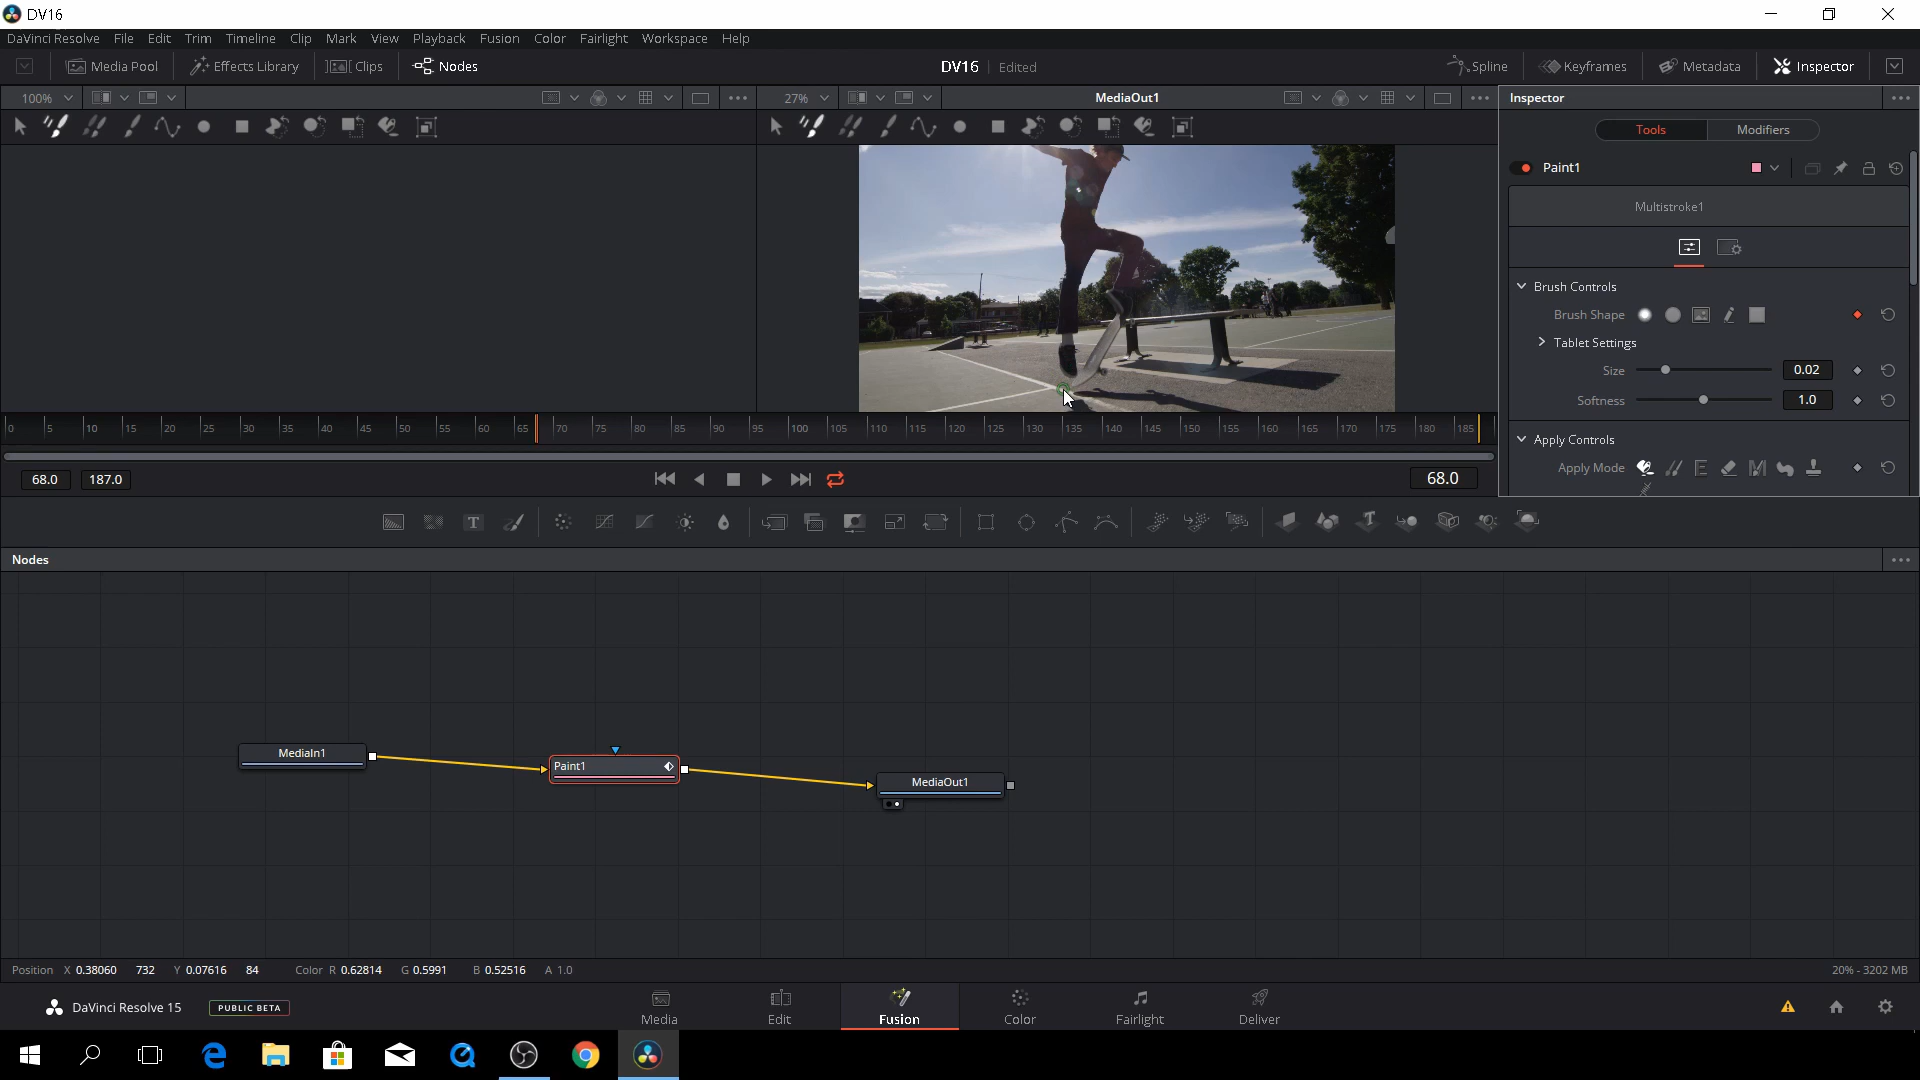 DV16
DaVinci Resolve File Edit Trim Timeline Clip Mark View Playback Fusion Color Fairlight Workspace Help
Media Pool Effects Library Clips Nodes DV16 Edited Spline Keyframes Metadata Inspector
100% 27% MediaOut1 Inspector
Tools Modifiers
Paint1
Multistroke1
Brush Controls
Brush Shape
Tablet Settings
Size 0.02
Softness 1.0
Apply Controls
Apply Mode
0 5 10 15 20 25 30 35 40 45 50 55 60 65 70 75 80 85 90 95 100 105 110 115 120 125 130 135 140 145 150 155 160 165 170 175 180 185
68.0 187.0 68.0
Nodes
MediaIn1
Paint1
MediaOut1
Position X 0.38060 732 Y 0.07616 84 Color R 0.62814 G 0.5991 B 0.52516 A 1.0 20% - 3202 MB
DaVinci Resolve 15 PUBLIC BETA
Media Edit Fusion Color Fairlight Deliver